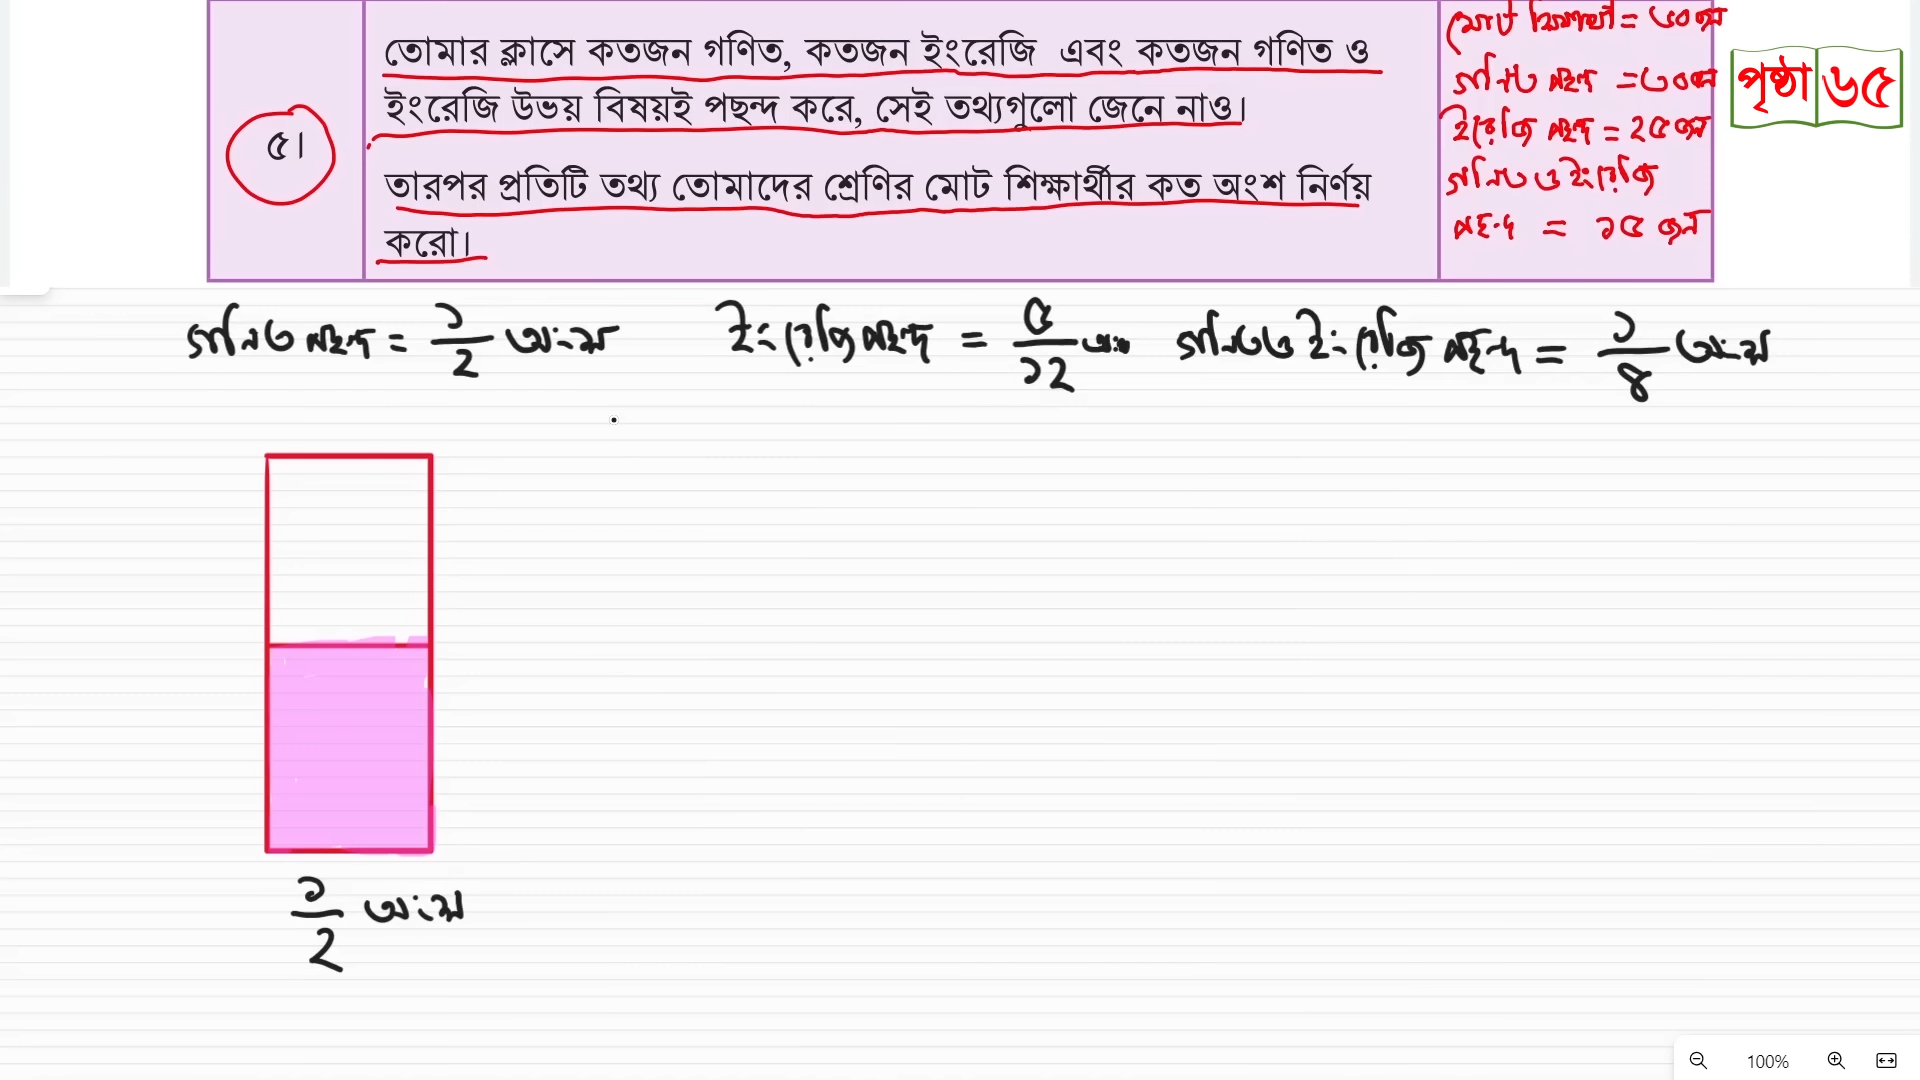 ৫।
তোমার ক্লাসে কতজন গণিত, কতজন ইংরেজি এবং কতজন গণিত ও
ইংরেজি উভয় বিষয়ই পছন্দ করে, সেই তথ্যগুলো জেনে নাও।
তারপর প্রতিটি তথ্য তোমাদের শ্রেণির মোট শিক্ষার্থীর কত অংশ নির্ণয়
করো।
মোট শিক্ষার্থী = ৬০ জন
গণিত পছন্দ = ৩০ জন
ইংরেজি পছন্দ = ২৫ জন
গণিত ও ইংরেজি
পছন্দ = ১৫ জন
পৃষ্ঠা ৬৫
গণিত পছন্দ = ১/২ অংশ
ইংরেজি পছন্দ = ৫/১২ অংশ
গণিত ও ইংরেজি পছন্দ = ১/৪ অংশ
১/২ অংশ
100%